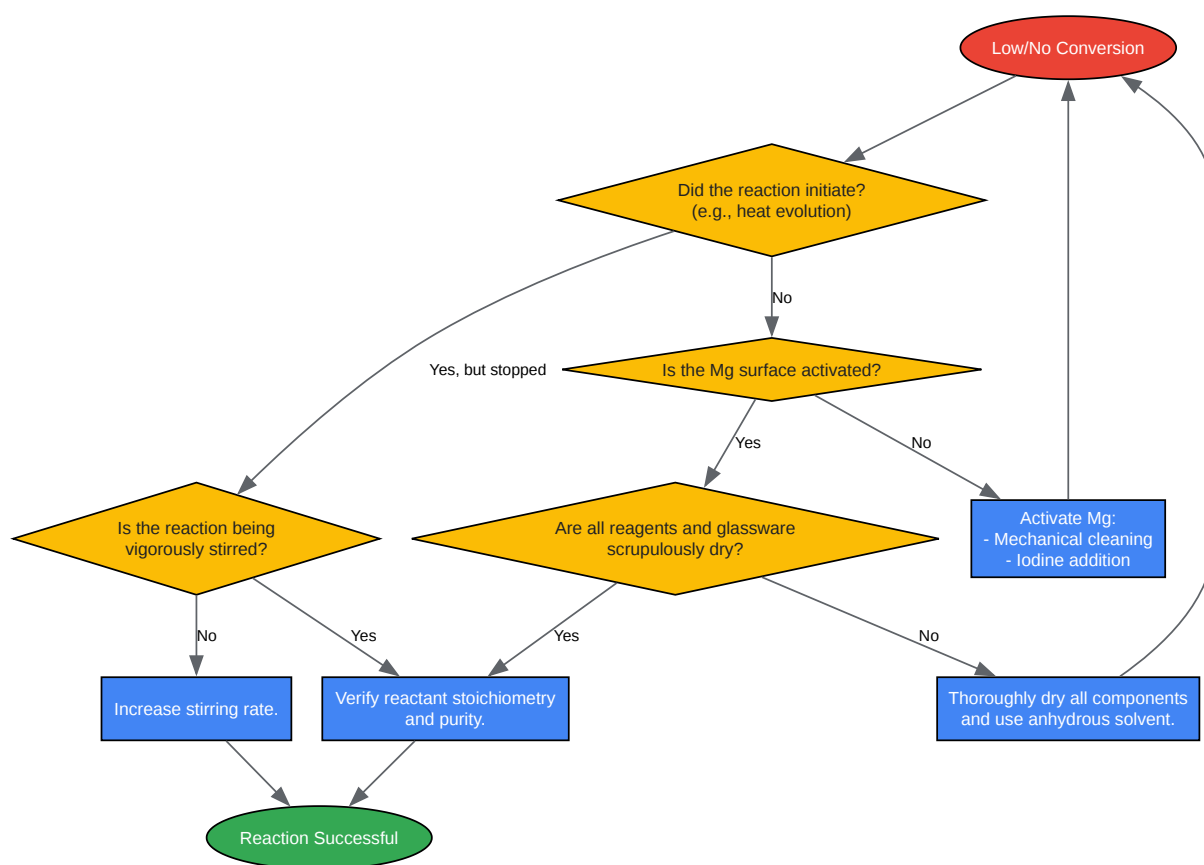 Low/No Conversion
Did the reaction initiate?
(e.g., heat evolution)
No
Yes, but stopped
Is the Mg surface activated?
Yes
No
Is the reaction being
vigorously stirred?
Are all reagents and glassware
scrupulously dry?
Activate Mg:
- Mechanical cleaning
- Iodine addition
No
Yes
Yes
No
Increase stirring rate.
Verify reactant stoichiometry
and purity.
Thoroughly dry all components
and use anhydrous solvent.
Reaction Successful